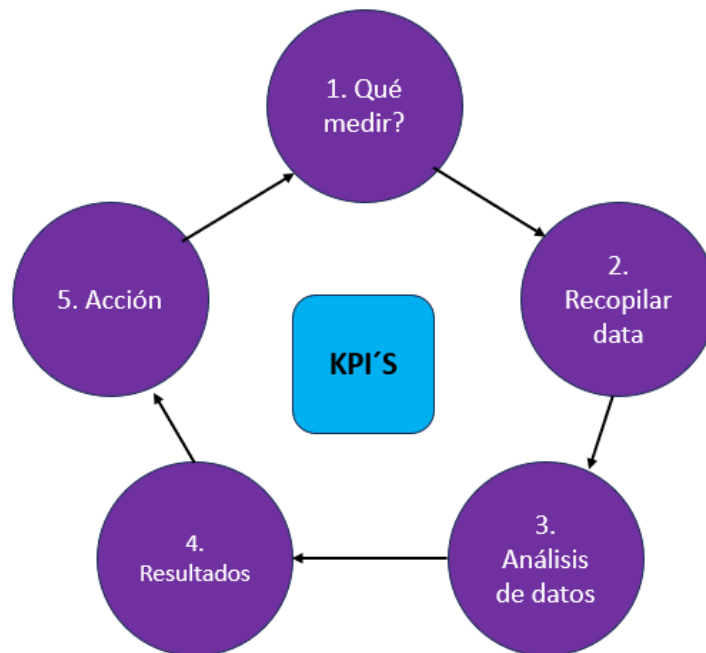 1. Qué
medir?
2.
Recopilar
data
3.
Análisis
de datos
4.
Resultados
5. Acción
KPI´S